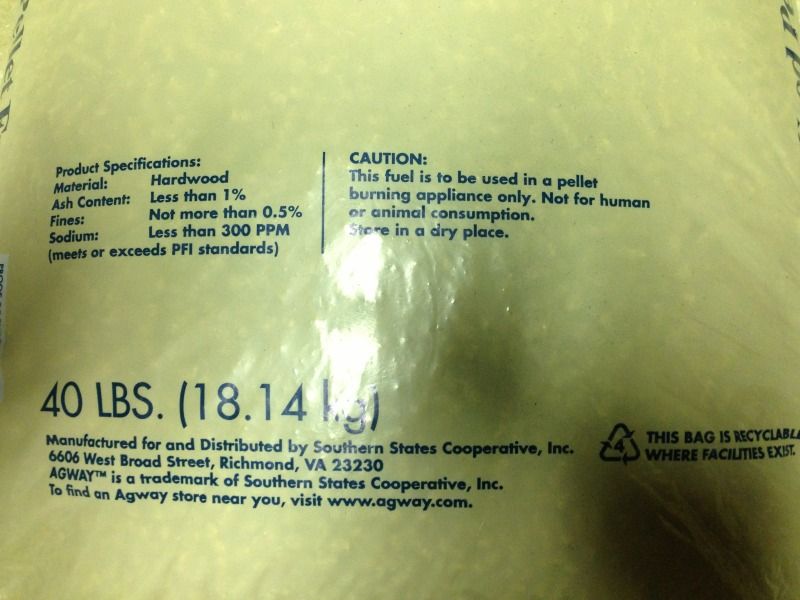 Product Specifications:
Material: Hardwood
Ash Content: Less than 1%
Fines: Not more than 0.5%
Sodium: Less than 300 PPM
(meets or exceeds PFI standards)
CAUTION:
This fuel is to be used in a pellet
burning appliance only. Not for human
or animal consumption.
Store in a dry place.
40 LBS. (18.14 kg)
Manufactured for and Distributed by Southern States Cooperative, Inc.
6606 West Broad Street, Richmond, VA 23230
AGWAY™ is a trademark of Southern States Cooperative, Inc.
To find an Agway store near you, visit www.agway.com.
4
THIS BAG IS RECYCLABLE
WHERE FACILITIES EXIST.